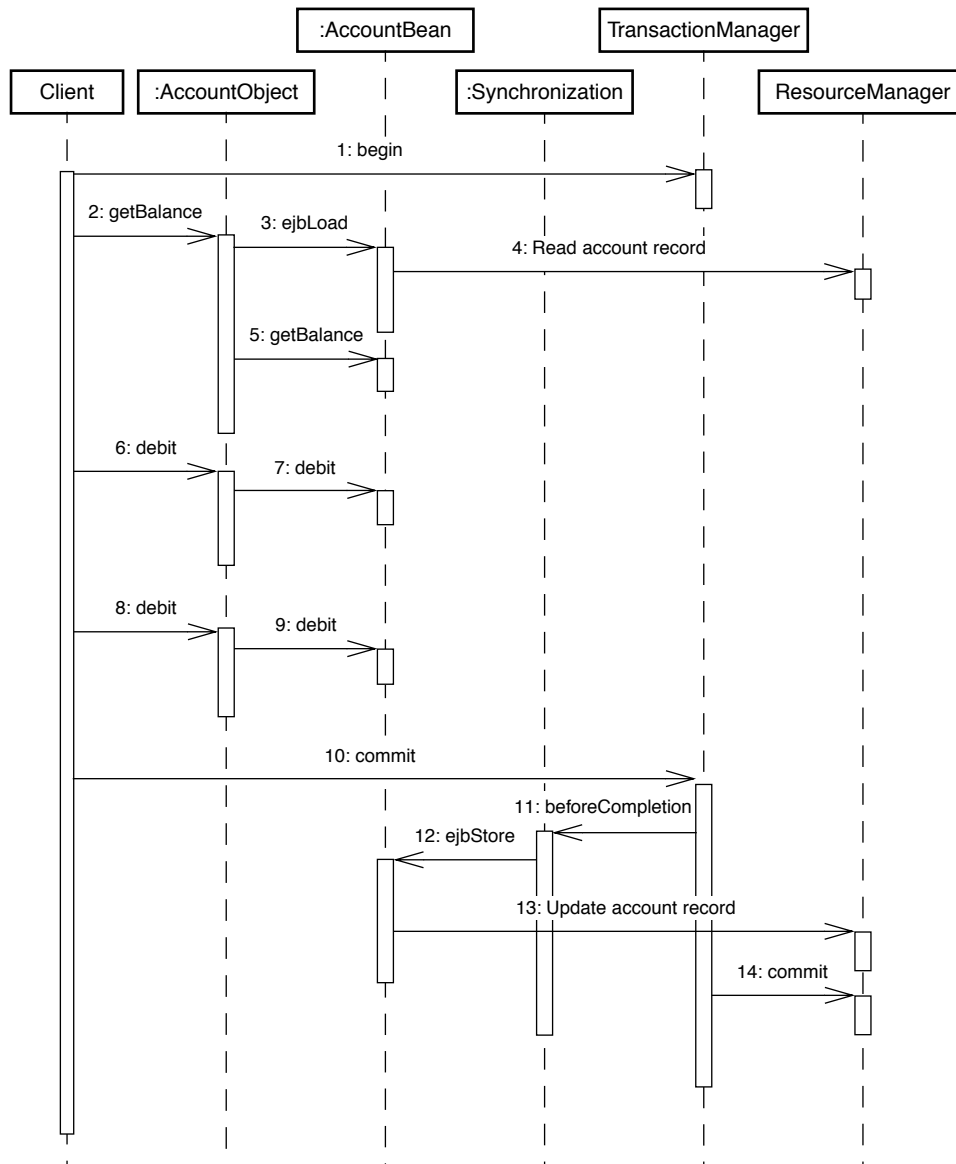 :AccountBean
TransactionManager
Client
:AccountObject
:Synchronization
ResourceManager
1: begin
2: getBalance
3: ejbLoad
4: Read account record
5: getBalance
6: debit
7: debit
8: debit
9: debit
10: commit
11: beforeCompletion
12: ejbStore
13: Update account record
14: commit